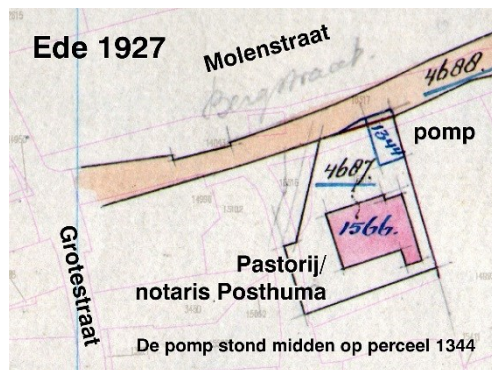 Ede 1927
Molenstraat
Bergstraat.
4688.
1344
pomp
4687.
1566.
Grotestraat
Pastorij/
notaris Posthuma
De pomp stond midden op perceel 1344